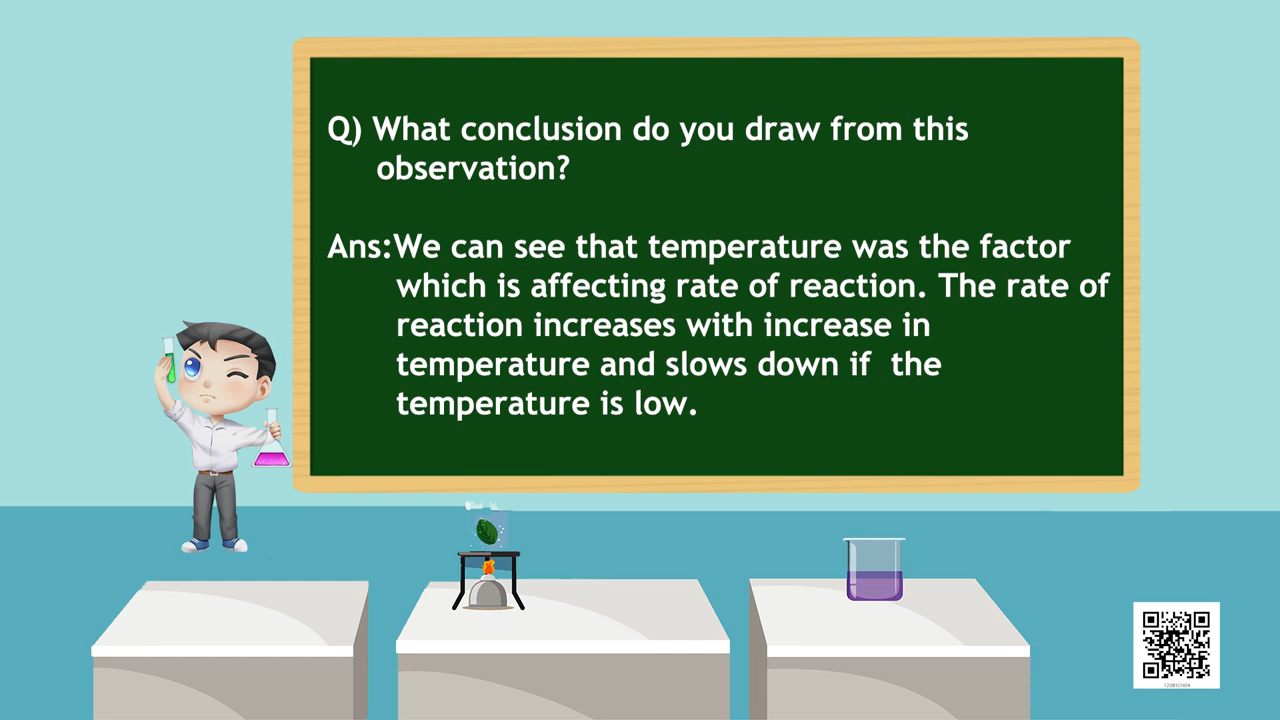 Q) What conclusion do you draw from this
observation?
Ans:We can see that temperature was the factor
which is affecting rate of reaction. The rate of
reaction increases with increase in
temperature and slows down if the
temperature is low.